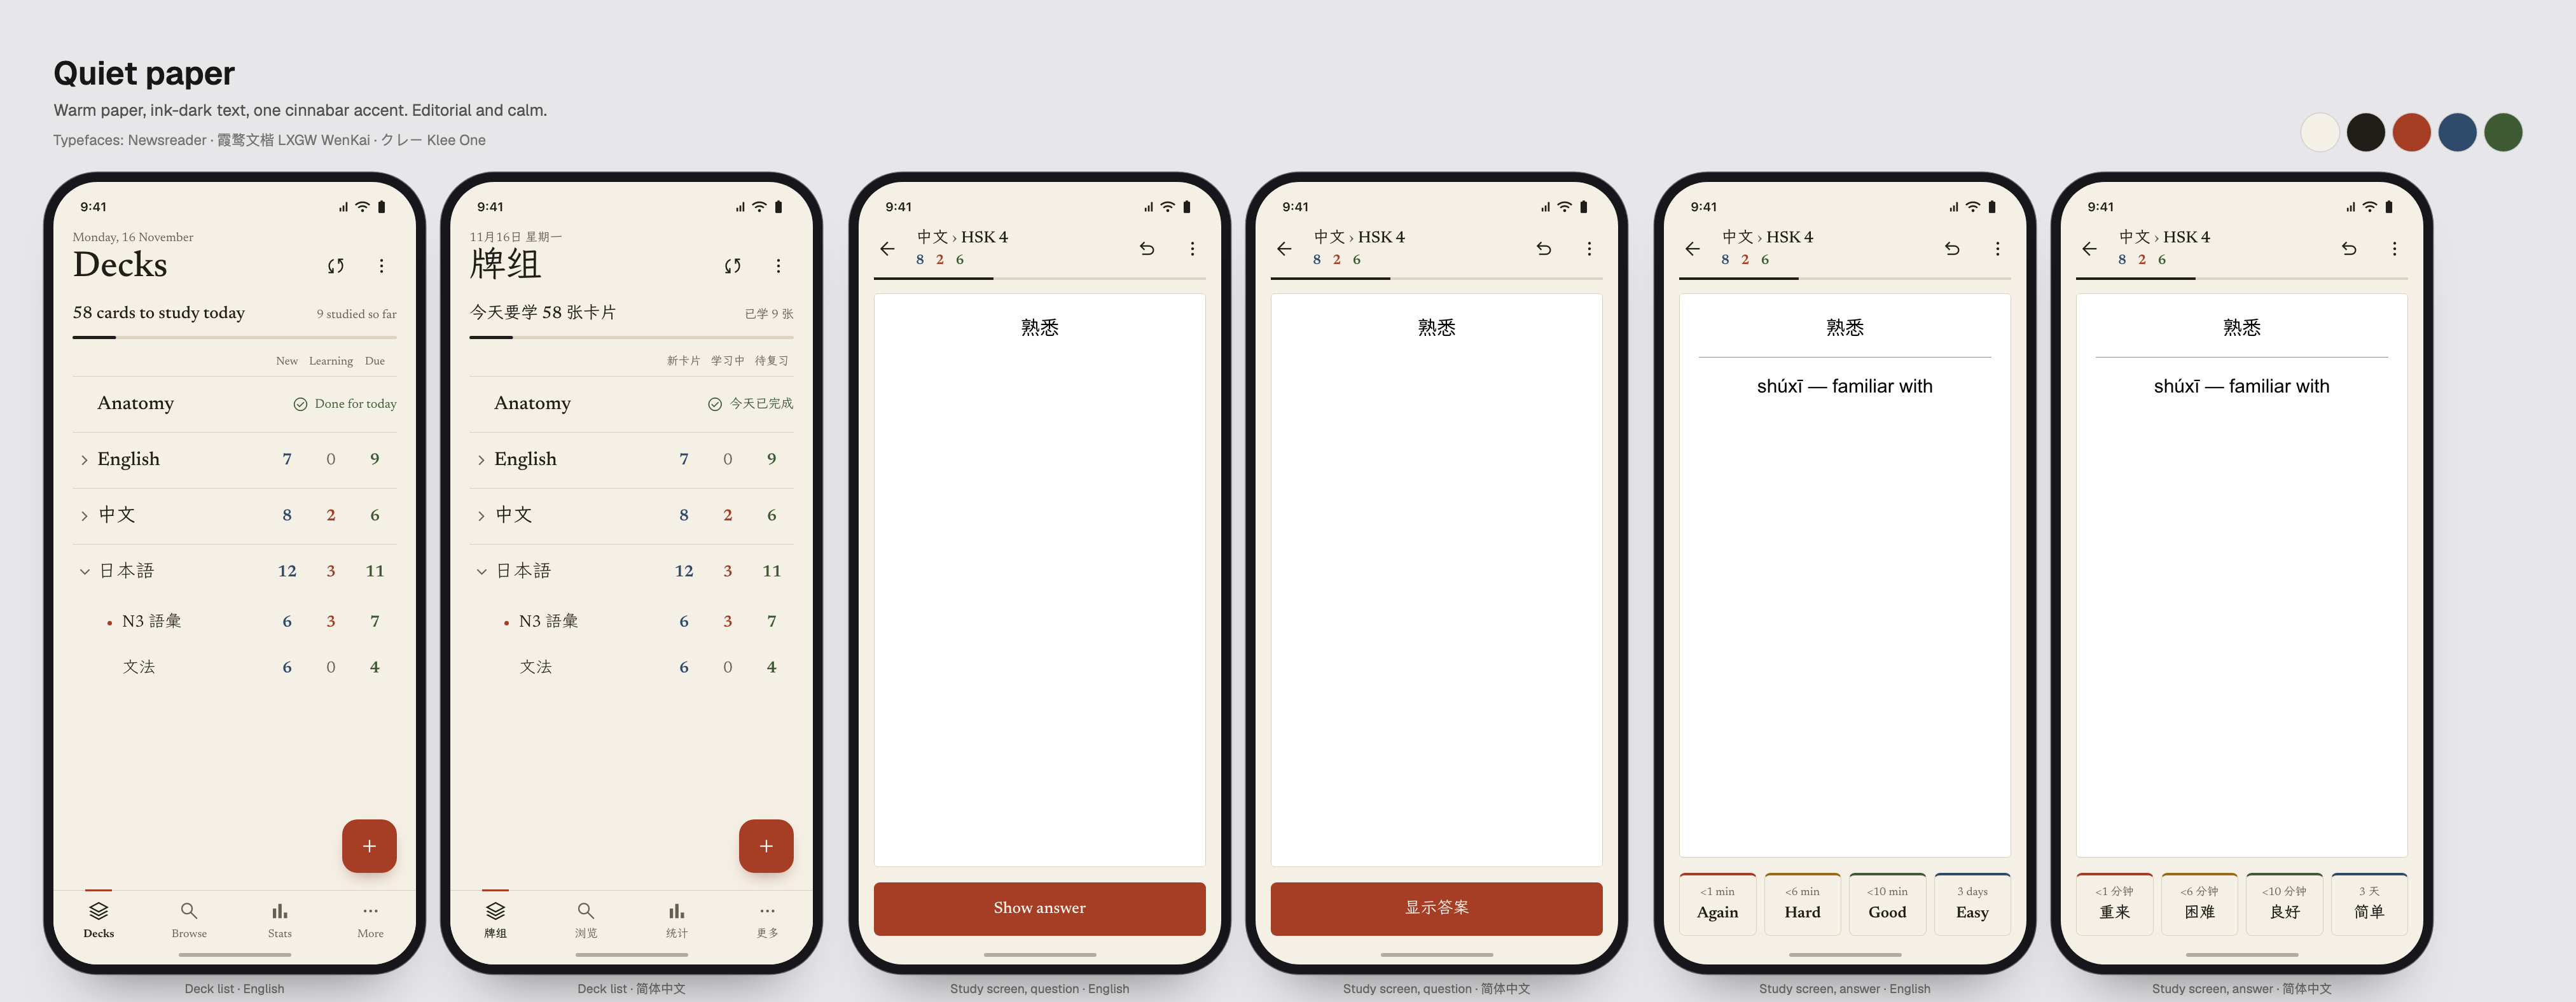 Quiet paper
Warm paper, ink-dark text, one cinnabar accent. Editorial and calm.
Typefaces: Newsreader · 霞鹜文楷 LXGW WenKai · クレー Klee One
9:41
Monday, 16 November
Decks
58 cards to study today 9 studied so far
New Learning Due
Anatomy Done for today
English 7 0 9
中文 8 2 6
日本語 12 3 11
N3 語彙 6 3 7
文法 6 0 4
+
Decks Browse Stats More
Deck list · English
9:41
11月16日 星期一
牌组
今天要学 58 张卡片 已学 9 张
新卡片 学习中 待复习
Anatomy 今天已完成
English 7 0 9
中文 8 2 6
日本語 12 3 11
N3 語彙 6 3 7
文法 6 0 4
+
牌组 浏览 统计 更多
Deck list · 简体中文
9:41
中文 › HSK 4
8 2 6
熟悉
Show answer
Study screen, question · English
9:41
中文 › HSK 4
8 2 6
熟悉
显示答案
Study screen, question · 简体中文
9:41
中文 › HSK 4
8 2 6
熟悉
shúxī — familiar with
<1 min <6 min <10 min 3 days
Again Hard Good Easy
Study screen, answer · English
9:41
中文 › HSK 4
8 2 6
熟悉
shúxī — familiar with
<1 分钟 <6 分钟 <10 分钟 3 天
重来 困难 良好 简单
Study screen, answer · 简体中文